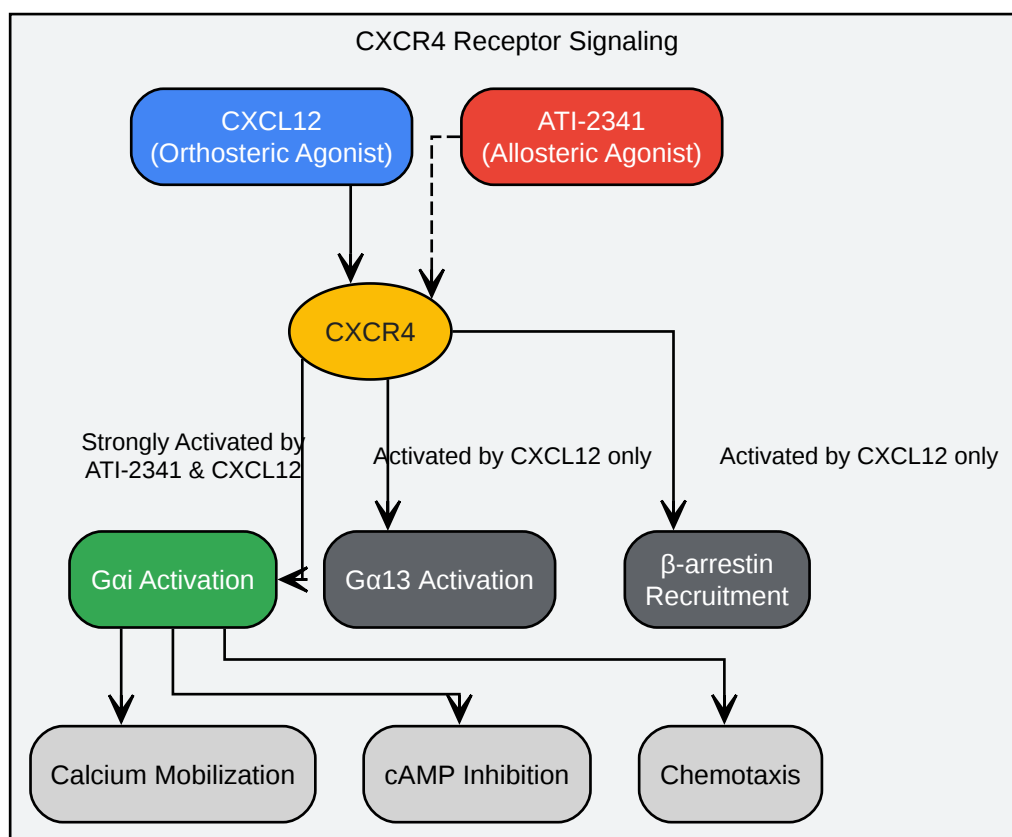 CXCR4 Receptor Signaling
CXCL12
(Orthosteric Agonist)
ATI-2341
(Allosteric Agonist)
CXCR4
Strongly Activated by
ATI-2341 & CXCL12
Activated by CXCL12 only
Activated by CXCL12 only
Gαi Activation
Gα13 Activation
β-arrestin
Recruitment
Calcium Mobilization
cAMP Inhibition
Chemotaxis